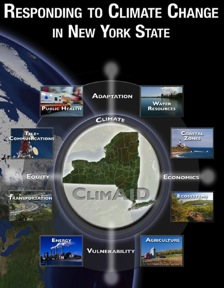 RESPONDING TO CLIMATE CHANGE
IN NEW YORK STATE
ADAPTATION
PUBLIC HEALTH
WATER
RESOURCES
CLIMATE
TELE-
COMMUNICATIONS
COASTAL
ZONES
EQUITY
ClimAID
ECONOMICS
TRANSPORTATION
ECOSYSTEMS
ENERGY
VULNERABILITY
AGRICULTURE